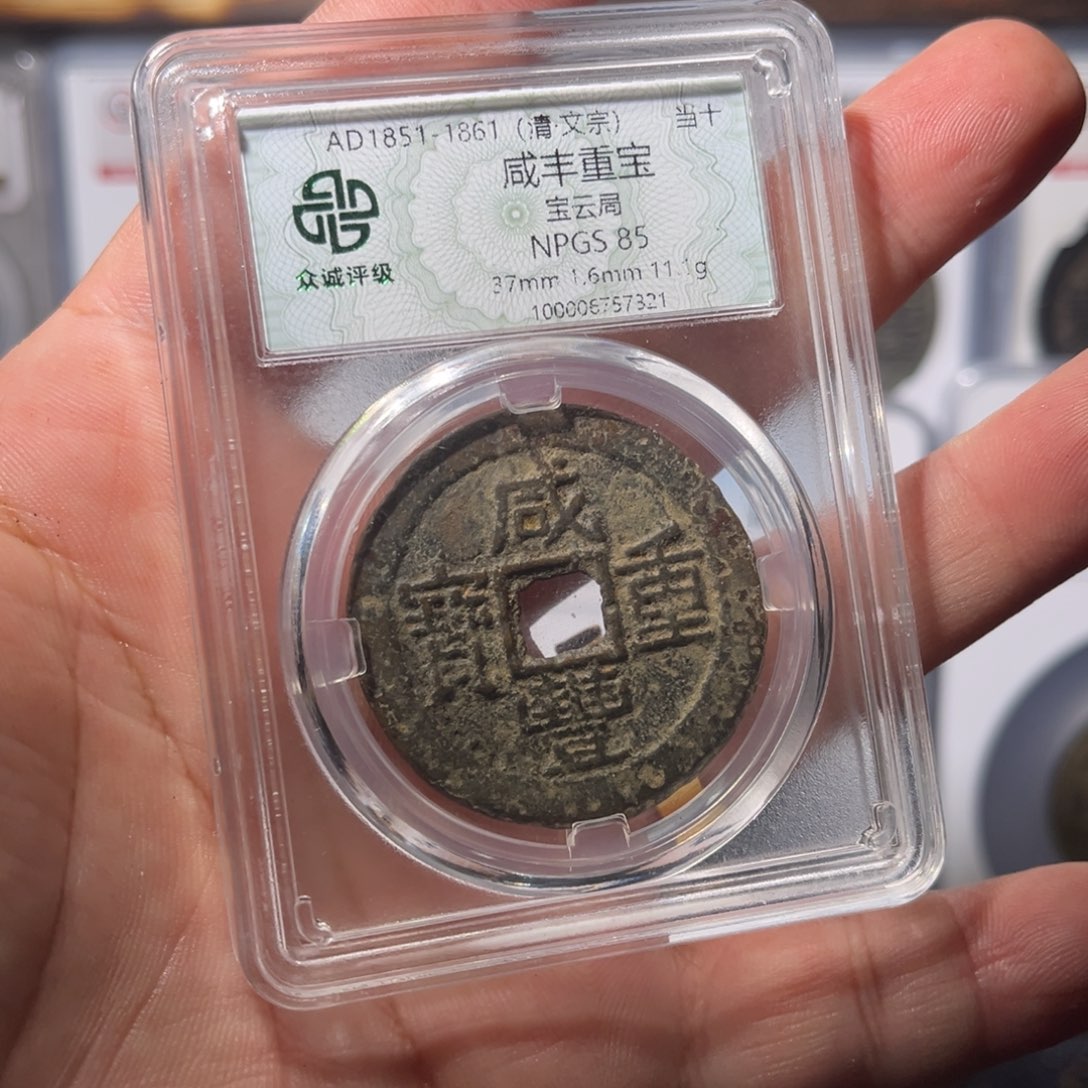 AD1851-1861 (清·文宗) 当十
咸丰重宝
宝云局
NPGS 85
众诚评级
37mm 1.6mm 11.1g
100006757321
咸
寶 重
豐